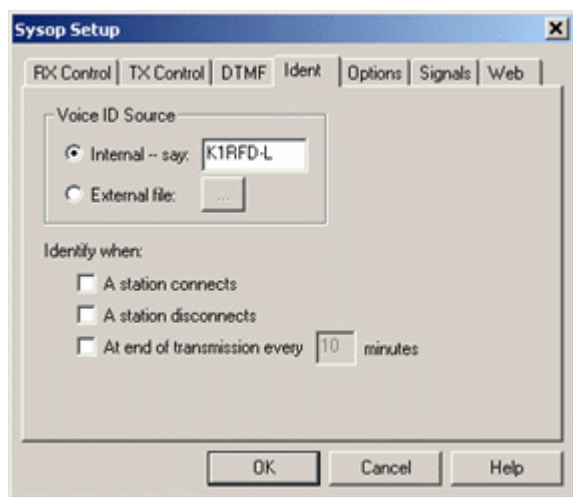 Sysop Setup
RX Control TX Control DTMF Ident Options Signals Web
Voice ID Source
Internal -- say: K1RFD-L
External file: ...
Identify when:
A station connects
A station disconnects
At end of transmission every 10 minutes
OK Cancel Help